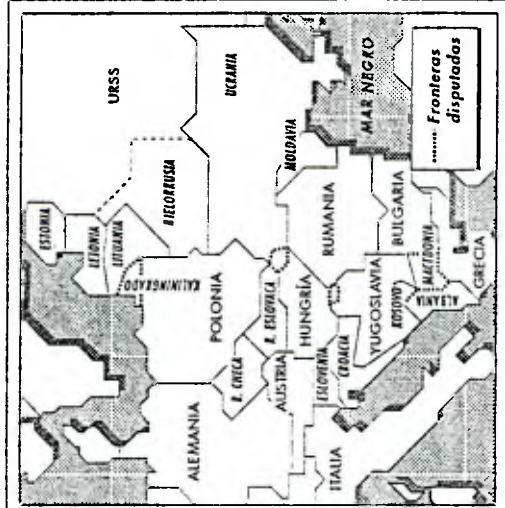 ESTONIA
LETONIA
LITUANIA
URSS
BIELORRUSIA
KALININGRADO
UCRANIA
POLONIA
ALEMANIA
R. CHECA
R. ESLOVACA
MOLDAVIA
AUSTRIA
HUNGRÍA
RUMANIA
ESLOVENIA
CROACIA
ITALIA
YUGOSLAVIA
KOSOVO
BULGARIA
MACEDONIA
ALBANIA
GRECIA
MAR NEGRO
Fronteras
disputadas